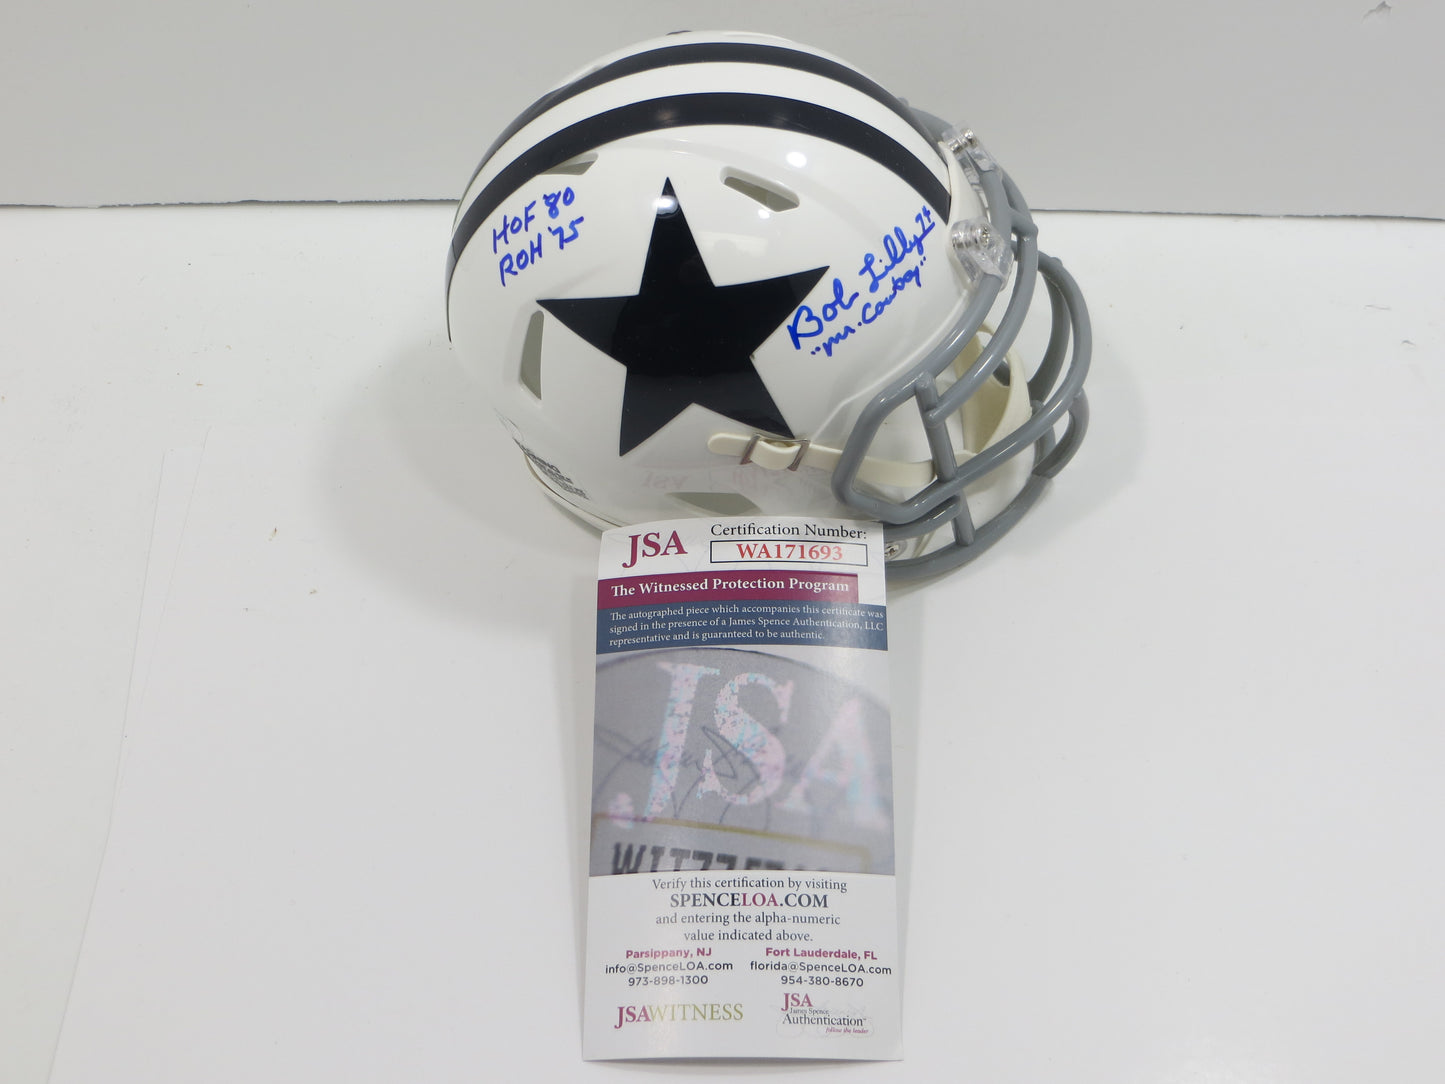 HOF '80
ROH '75
Bob Lilly 74
"Mr. Cowboy"
JSA
Certification Number:
WA171693
The Witnessed Protection Program
The autographed piece which accompanies this certificate was
signed in the presence of a James Spence Authentication, LLC
representative and is guaranteed to be authentic.
JSA
Verify this certification by visiting
SPENCELOA.COM
and entering the alpha-numeric
value indicated above.
Parsippany, NJ
info@SpenceLOA.com
973-898-1300
Fort Lauderdale, FL
florida@SpenceLOA.com
954-380-8670
JSAWITNESS
JSA
James Spence
Authentication
follow the leader